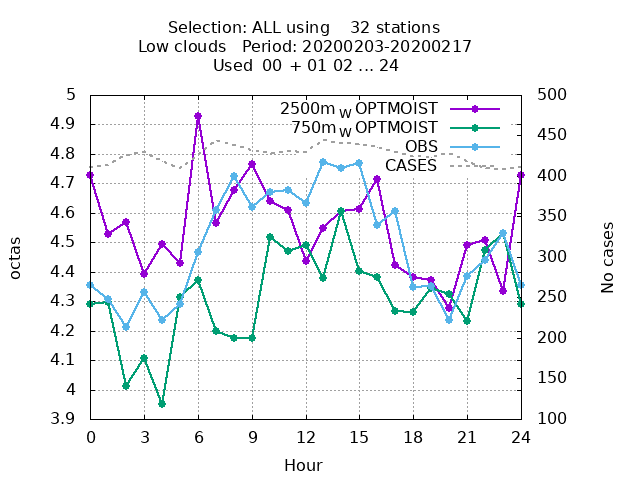 Selection: ALL using 32 stations
Low clouds Period: 20200203-20200217
Used 00 + 01 02 ... 24
5
4.9
4.8
4.7
4.6
4.5
4.4
4.3
4.2
4.1
4
3.9
octas
2500m W OPTMOIST
750m W OPTMOIST
OBS
CASES
500
450
400
350
300
250
200
150
100
No cases
0 3 6 9 12 15 18 21 24
Hour